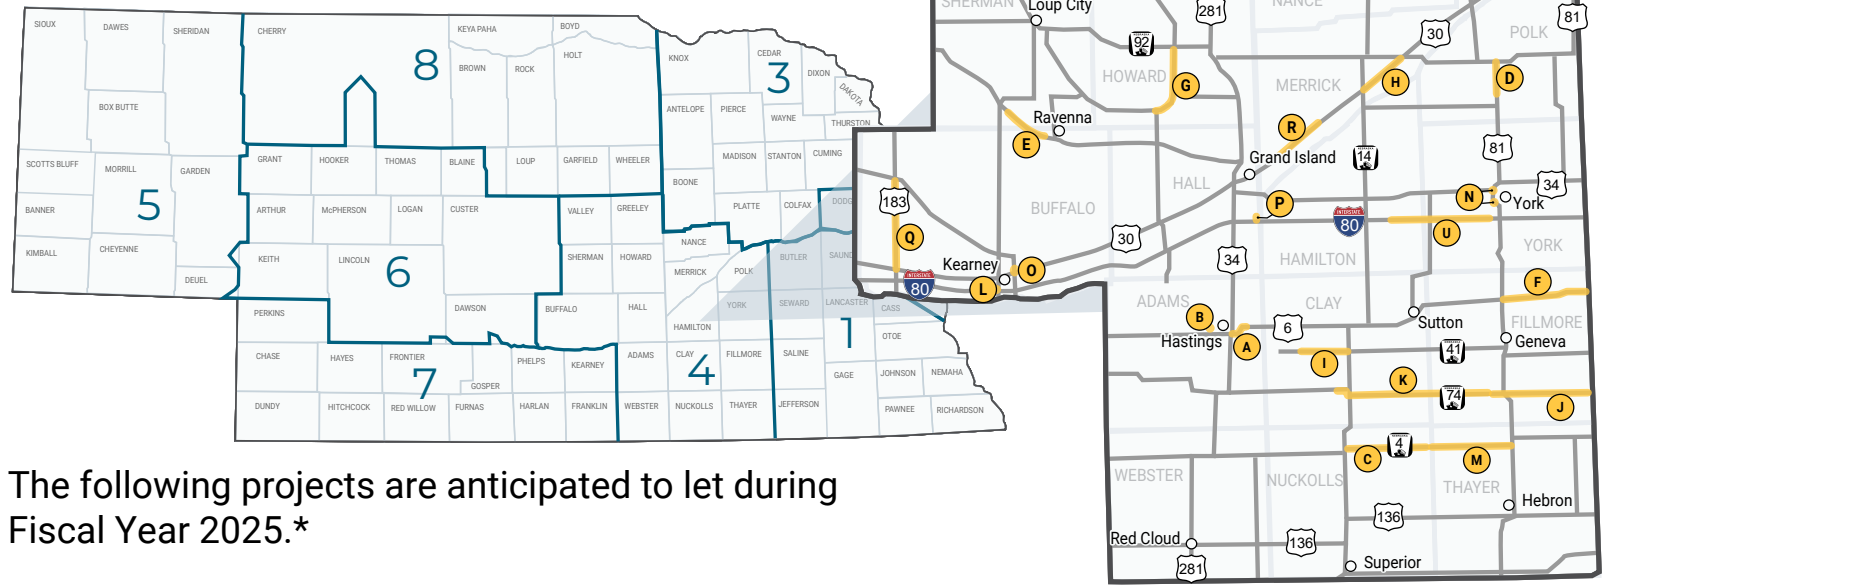 SIOUX
DAWES
SHERIDAN
CHERRY
KEYA PAHA
BOYD
8
BROWN
ROCK
HOLT
KNOX
CEDAR
3
DIXON
DAKOTA
BOX BUTTE
ANTELOPE
PIERCE
WAYNE
THURSTON
SCOTTS BLUFF
MORRILL
GARDEN
GRANT
HOOKER
THOMAS
BLAINE
LOUP
GARFIELD
WHEELER
MADISON
STANTON
CUMING
BOONE
5
BANNER
ARTHUR
McPHERSON
LOGAN
CUSTER
VALLEY
GREELEY
PLATTE
COLFAX
DODG
KIMBALL
CHEYENNE
DEUEL
KEITH
LINCOLN
6
SHERMAN
HOWARD
NANCE
MERRICK
POLK
BUTLER
SAUND
PERKINS
DAWSON
BUFFALO
HALL
HAMILTON
YORK
SEWARD
LANCASTER
CASS
1
OTOE
CHASE
HAYES
FRONTIER
7
GOSPER
PHELPS
KEARNEY
ADAMS
CLAY
4
FILLMORE
SALINE
GAGE
JOHNSON
NEMAHA
DUNDY
HITCHCOCK
RED WILLOW
FURNAS
HARLAN
FRANKLIN
WEBSTER
NUCKOLLS
THAYER
JEFFERSON
PAWNEE
RICHARDSON
The following projects are anticipated to let during
Fiscal Year 2025.*
SHERMAN
Loup City
281
NANCE
30
81
POLK
92
HOWARD
G
MERRICK
H
D
E
Ravenna
R
Grand Island
14
81
HALL
34
183
BUFFALO
P
N
York
INTERSTATE
80
U
Q
30
34
HAMILTON
YORK
Kearney
O
L
INTERSTATE
80
F
ADAMS
CLAY
B
Hastings
A
6
Sutton
FILLMORE
Geneva
I
41
K
74
J
4
C
M
WEBSTER
NUCKOLLS
THAYER
Hebron
136
Red Cloud
136
281
Superior